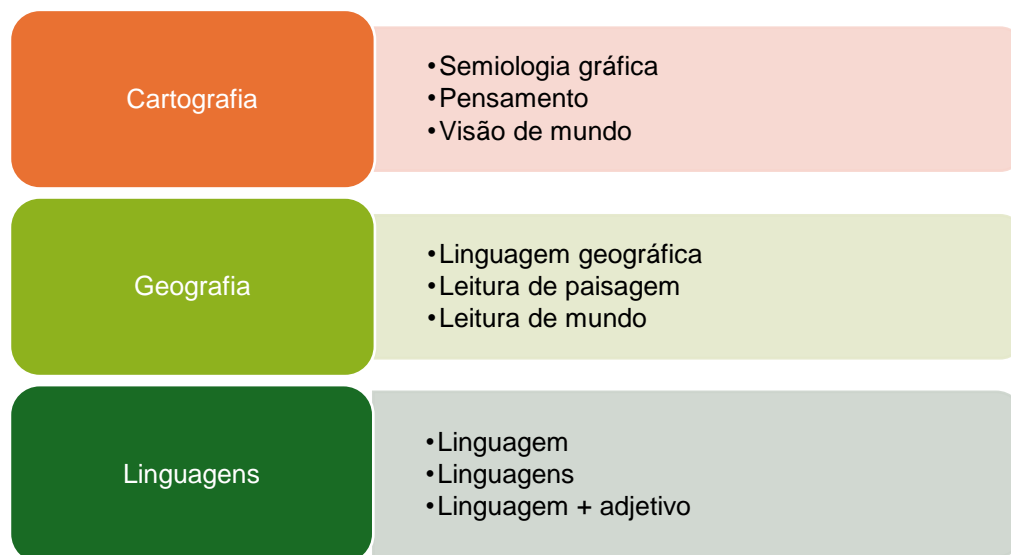 Cartografia
•Semiologia gráfica
•Pensamento
•Visão de mundo
Geografia
•Linguagem geográfica
•Leitura de paisagem
•Leitura de mundo
Linguagens
•Linguagem
•Linguagens
•Linguagem + adjetivo